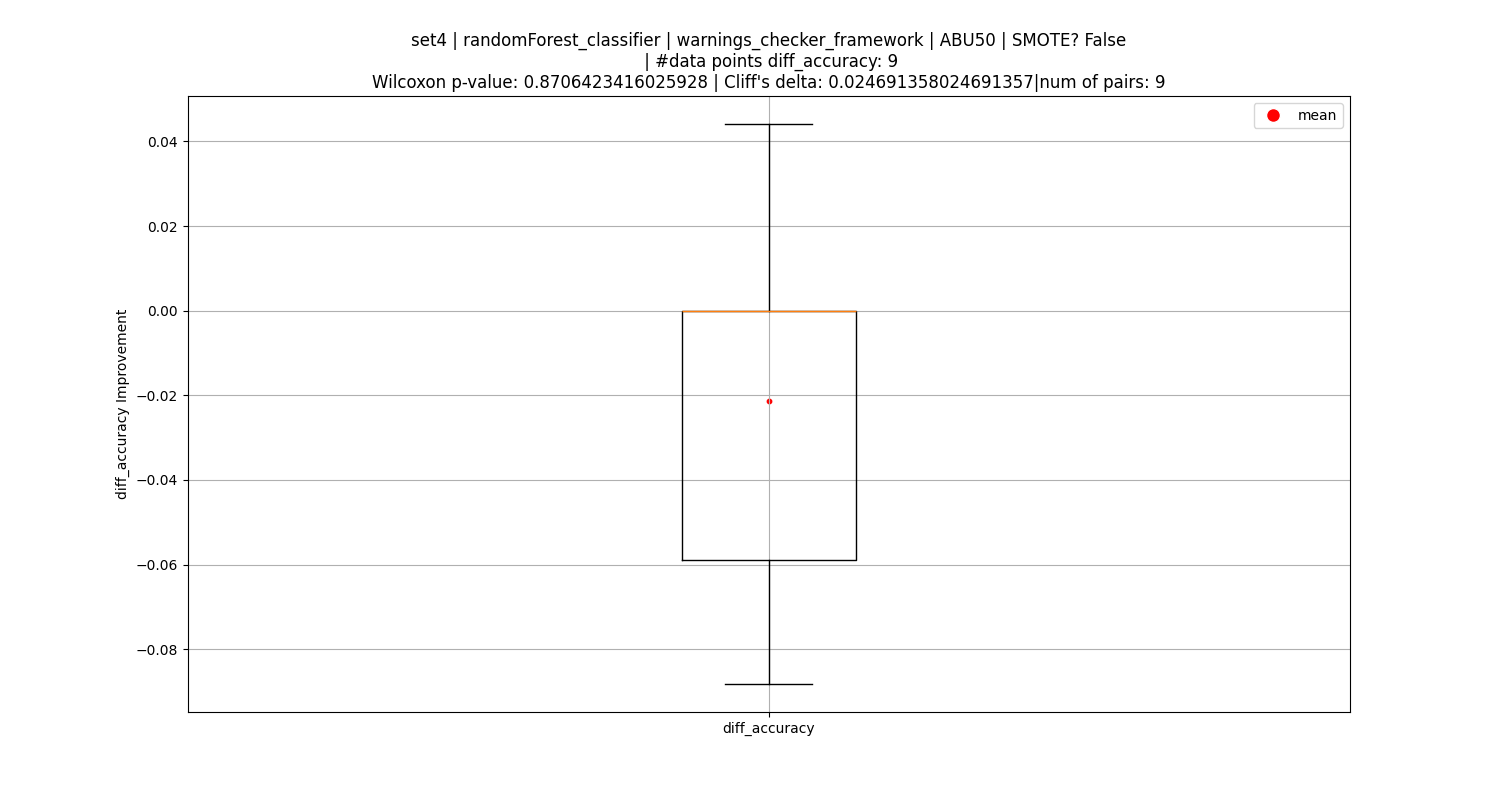 set4 | randomForest_classifier | warnings_checker_framework | ABU50 | SMOTE? False
| #data points diff_accuracy: 9
Wilcoxon p-value: 0.8706423416025928 | Cliff's delta: 0.024691358024691357|num of pairs: 9
mean
0.04
0.02
0.00
−0.02
−0.04
−0.06
−0.08
diff_accuracy Improvement
diff_accuracy